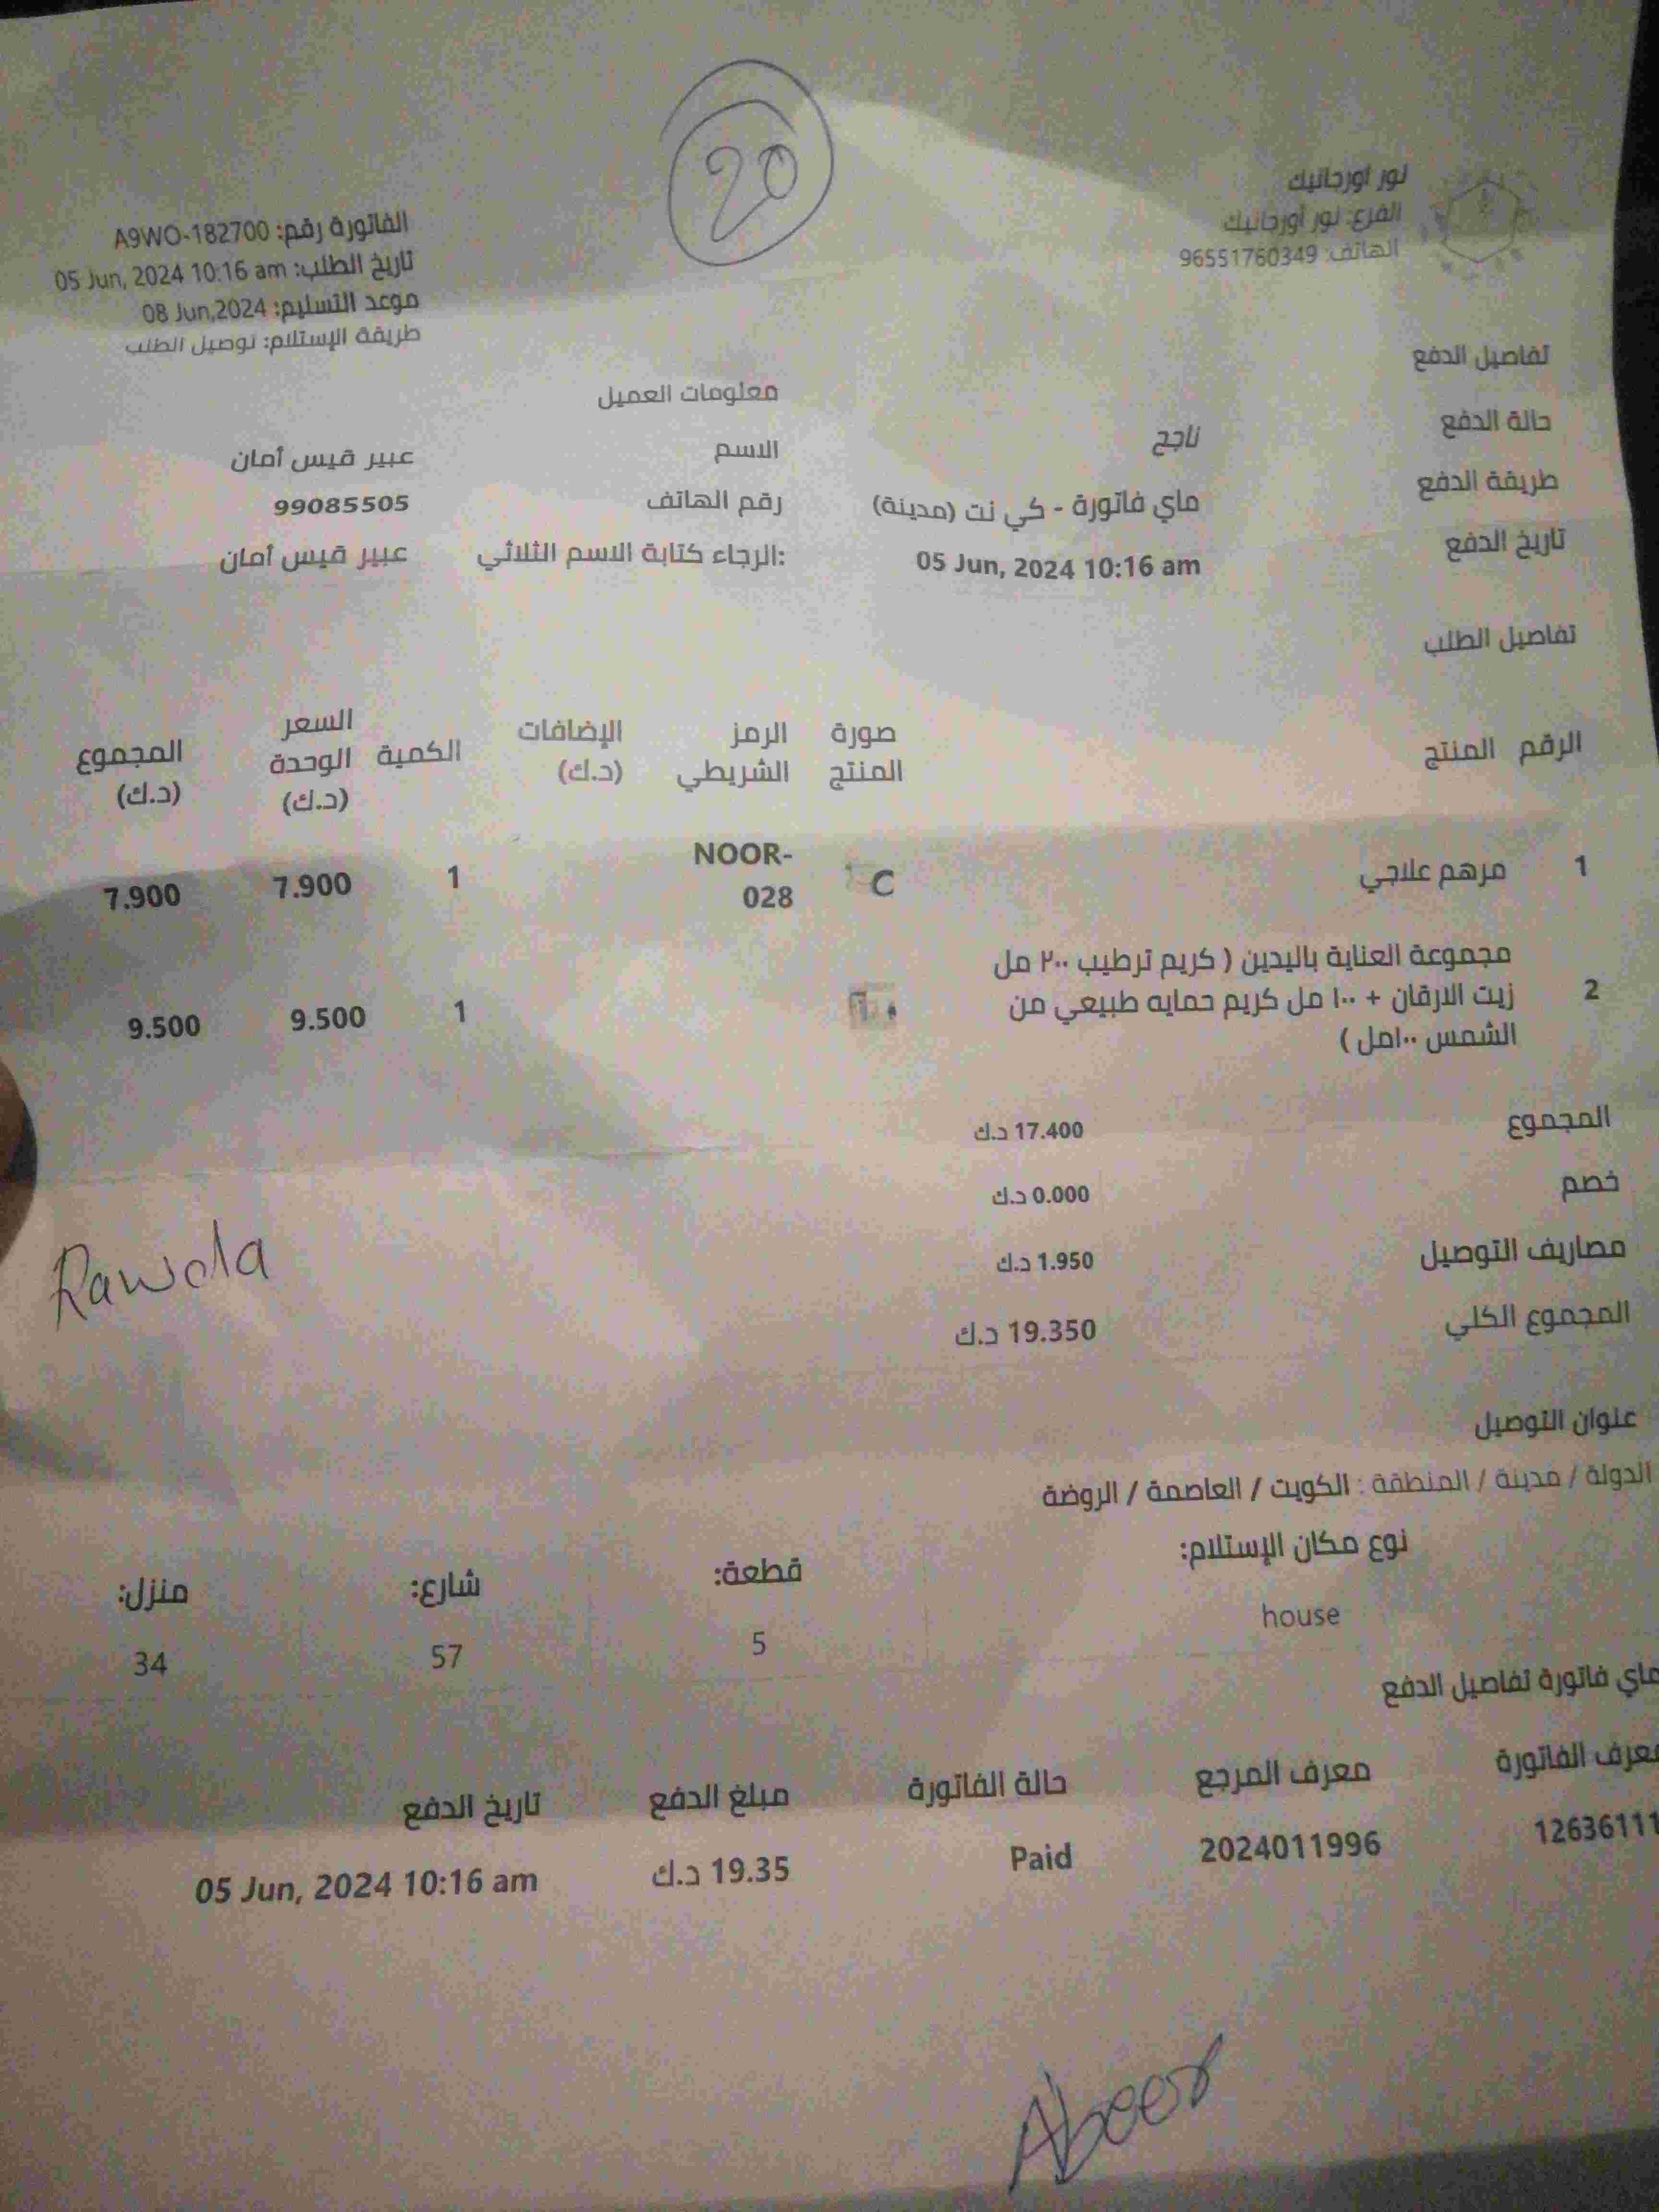 20
نور اورجانيك
الفرع: نور أورجانيك
الهاتف: 96551760349
الفاتورة رقم: A9WO-182700
تاريخ الطلب: 05 Jun, 2024 10:16 am
موعد التسليم: 08 Jun,2024
طريقة الإستلام: توصيل الطلب
تفاصيل الدفع
حالة الدفع ناجح
طريقة الدفع ماي فاتورة - كي نت (مدينة)
تاريخ الدفع 05 Jun, 2024 10:16 am
معلومات العميل
الاسم عبير قيس أمان
رقم الهاتف 99085505
الرجاء كتابة الاسم الثلاثي: عبير قيس أمان
تفاصيل الطلب
الرقم المنتج صورة المنتج الرمز الشريطي الإضافات (د.ك) الكمية السعر الوحدة (د.ك) المجموع (د.ك)
1 مرهم علاجي NOOR-028 1 7.900 7.900
2 مجموعة العناية باليدين ( كريم ترطيب ٢٠٠ مل
زيت الارقان + ١٠٠ مل كريم حمايه طبيعي من
الشمس ١٠٠مل ) 1 9.500 9.500
المجموع 17.400 د.ك
خصم 0.000 د.ك
مصاريف التوصيل 1.950 د.ك
المجموع الكلي 19.350 د.ك
Rawda
عنوان التوصيل
الدولة / مدينة / المنطقة : الكويت / العاصمة / الروضة
نوع مكان الإستلام: قطعة: شارع: منزل:
house 5 57 34
ماي فاتورة تفاصيل الدفع
معرف الفاتورة معرف المرجع حالة الفاتورة مبلغ الدفع تاريخ الدفع
12636111 2024011996 Paid 19.35 د.ك 05 Jun, 2024 10:16 am
Abeer